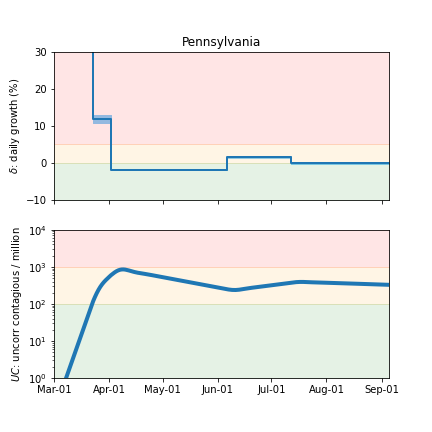 Pennsylvania
30
20
10
0
−10
δ: daily growth (%)
10⁴
10³
10²
10¹
10⁰
UC: uncorr contagious / million
Mar-01 Apr-01 May-01 Jun-01 Jul-01 Aug-01 Sep-01